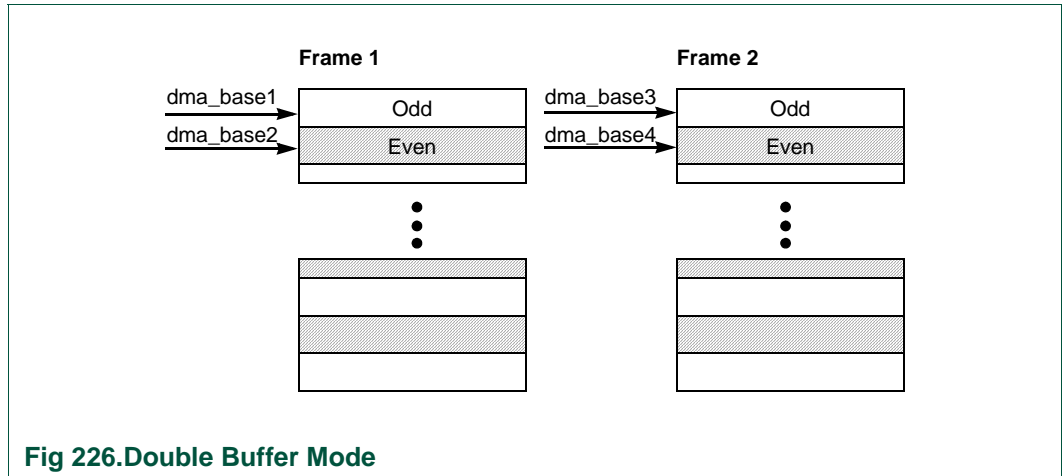 Frame 1
Frame 2
dma_base1
Odd
dma_base3
Odd
dma_base2
Even
dma_base4
Even
Fig 226.Double Buffer Mode